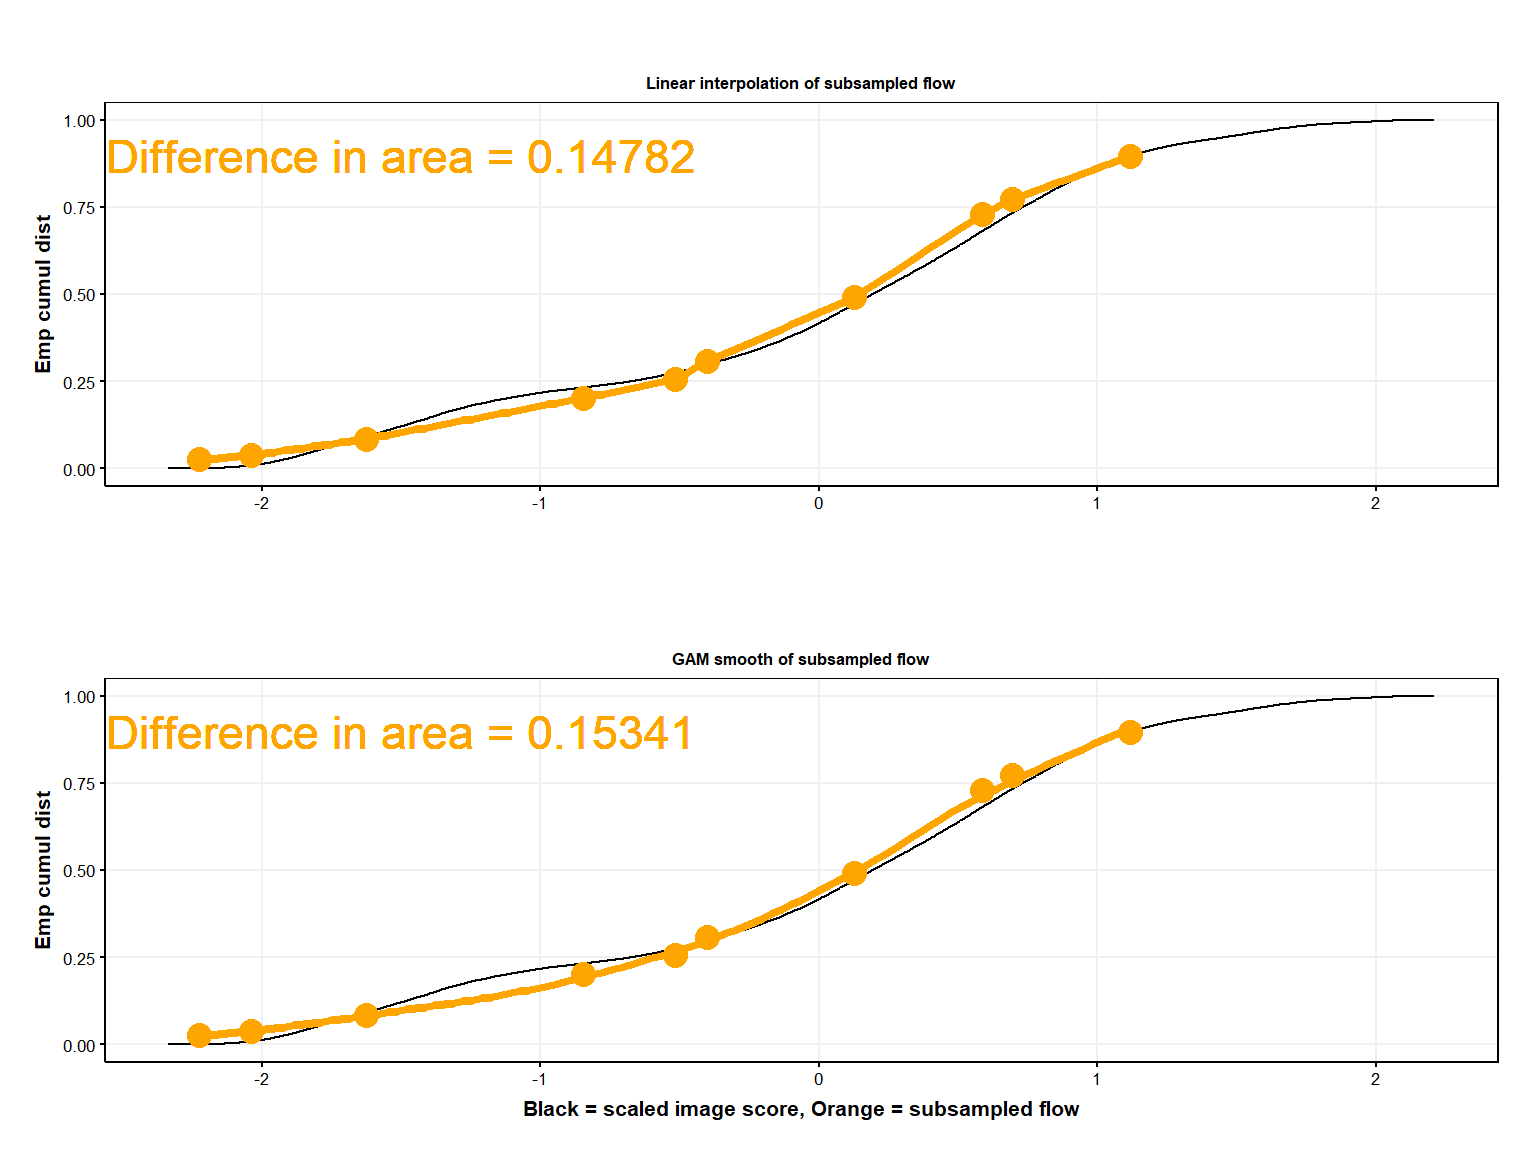 Linear interpolation of subsampled flow
Difference in area = 0.14782
Emp cumul dist
1.00
0.75
0.50
0.25
0.00
-2 -1 0 1 2
GAM smooth of subsampled flow
Difference in area = 0.15341
Emp cumul dist
1.00
0.75
0.50
0.25
0.00
-2 -1 0 1 2
Black = scaled image score, Orange = subsampled flow